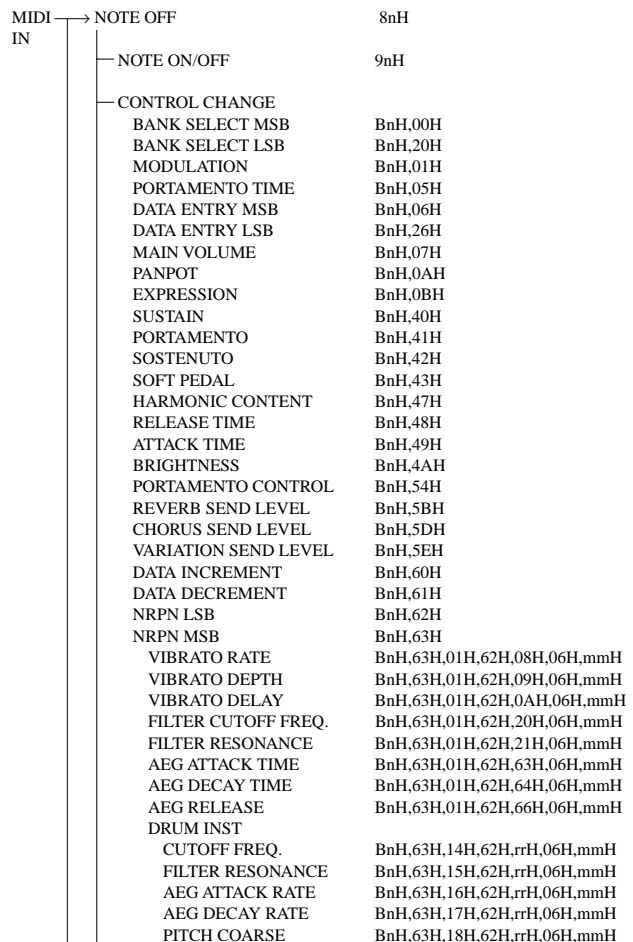 MIDI IN NOTE OFF 8nH
NOTE ON/OFF 9nH
CONTROL CHANGE
BANK SELECT MSB BnH,00H
BANK SELECT LSB BnH,20H
MODULATION BnH,01H
PORTAMENTO TIME BnH,05H
DATA ENTRY MSB BnH,06H
DATA ENTRY LSB BnH,26H
MAIN VOLUME BnH,07H
PANPOT BnH,0AH
EXPRESSION BnH,0BH
SUSTAIN BnH,40H
PORTAMENTO BnH,41H
SOSTENUTO BnH,42H
SOFT PEDAL BnH,43H
HARMONIC CONTENT BnH,47H
RELEASE TIME BnH,48H
ATTACK TIME BnH,49H
BRIGHTNESS BnH,4AH
PORTAMENTO CONTROL BnH,54H
REVERB SEND LEVEL BnH,5BH
CHORUS SEND LEVEL BnH,5DH
VARIATION SEND LEVEL BnH,5EH
DATA INCREMENT BnH,60H
DATA DECREMENT BnH,61H
NRPN LSB BnH,62H
NRPN MSB BnH,63H
VIBRATO RATE BnH,63H,01H,62H,08H,06H,mmH
VIBRATO DEPTH BnH,63H,01H,62H,09H,06H,mmH
VIBRATO DELAY BnH,63H,01H,62H,0AH,06H,mmH
FILTER CUTOFF FREQ. BnH,63H,01H,62H,20H,06H,mmH
FILTER RESONANCE BnH,63H,01H,62H,21H,06H,mmH
AEG ATTACK TIME BnH,63H,01H,62H,63H,06H,mmH
AEG DECAY TIME BnH,63H,01H,62H,64H,06H,mmH
AEG RELEASE BnH,63H,01H,62H,66H,06H,mmH
DRUM INST
CUTOFF FREQ. BnH,63H,14H,62H,rrH,06H,mmH
FILTER RESONANCE BnH,63H,15H,62H,rrH,06H,mmH
AEG ATTACK RATE BnH,63H,16H,62H,rrH,06H,mmH
AEG DECAY RATE BnH,63H,17H,62H,rrH,06H,mmH
PITCH COARSE BnH,63H,18H,62H,rrH,06H,mmH